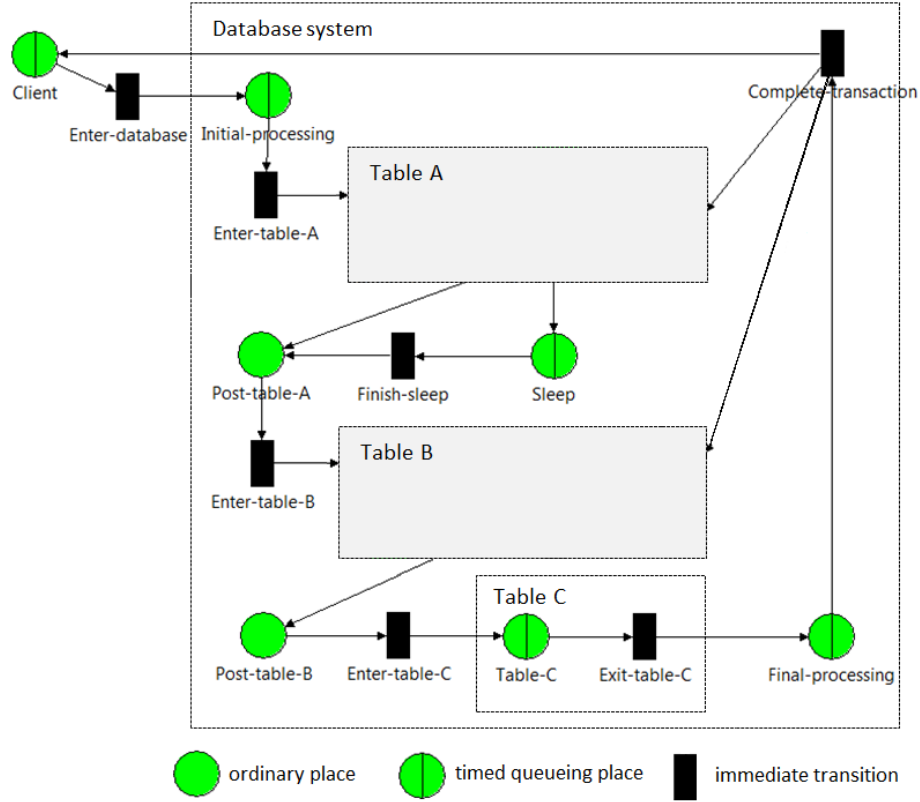 Database system
Client
Complete-transaction
Enter-database
Initial-processing
Table A
Enter-table-A
Post-table-A
Finish-sleep
Sleep
Table B
Enter-table-B
Table C
Post-table-B
Enter-table-C
Table-C
Exit-table-C
Final-processing
ordinary place
timed queueing place
immediate transition